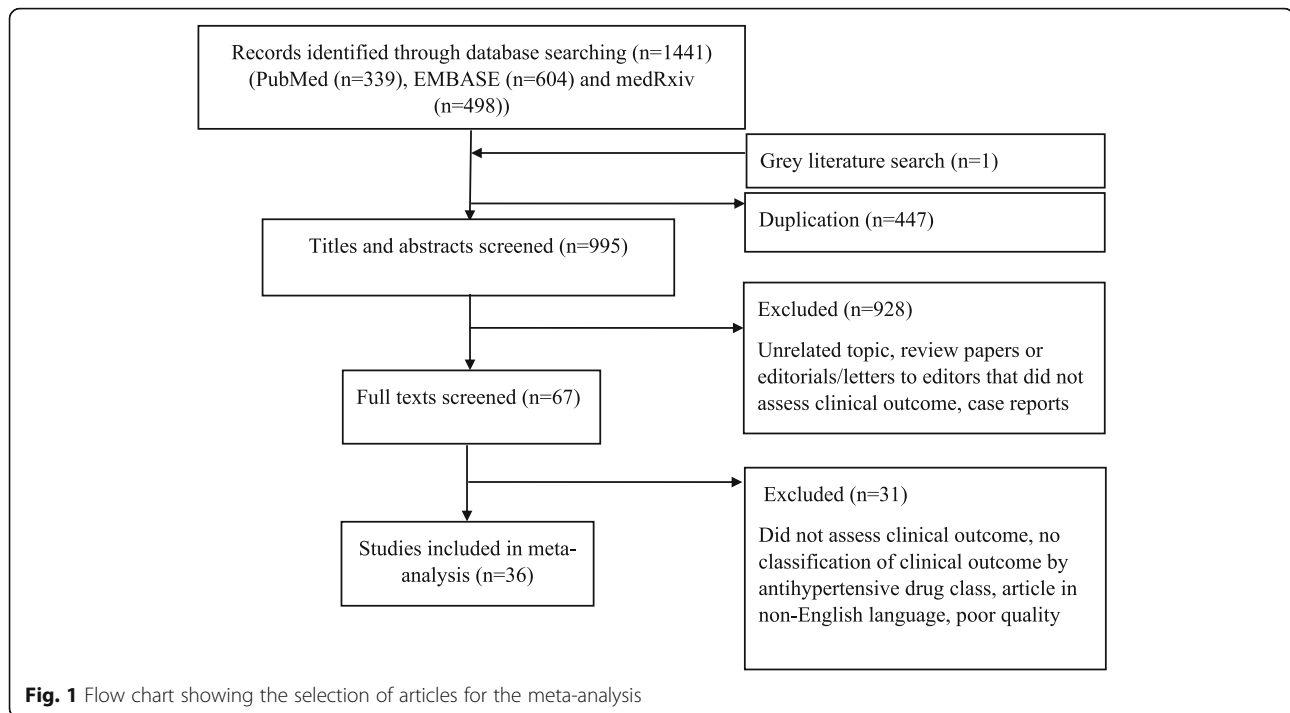 Records identified through database searching (n=1441)
(PubMed (n=339), EMBASE (n=604) and medRxiv
(n=498))
Grey literature search (n=1)
Duplication (n=447)
Titles and abstracts screened (n=995)
Excluded (n=928)
Unrelated topic, review papers or
editorials/letters to editors that did not
assess clinical outcome, case reports
Full texts screened (n=67)
Excluded (n=31)
Did not assess clinical outcome, no
classification of clinical outcome by
antihypertensive drug class, article in
non-English language, poor quality
Studies included in meta-
analysis (n=36)
Fig. 1 Flow chart showing the selection of articles for the meta-analysis